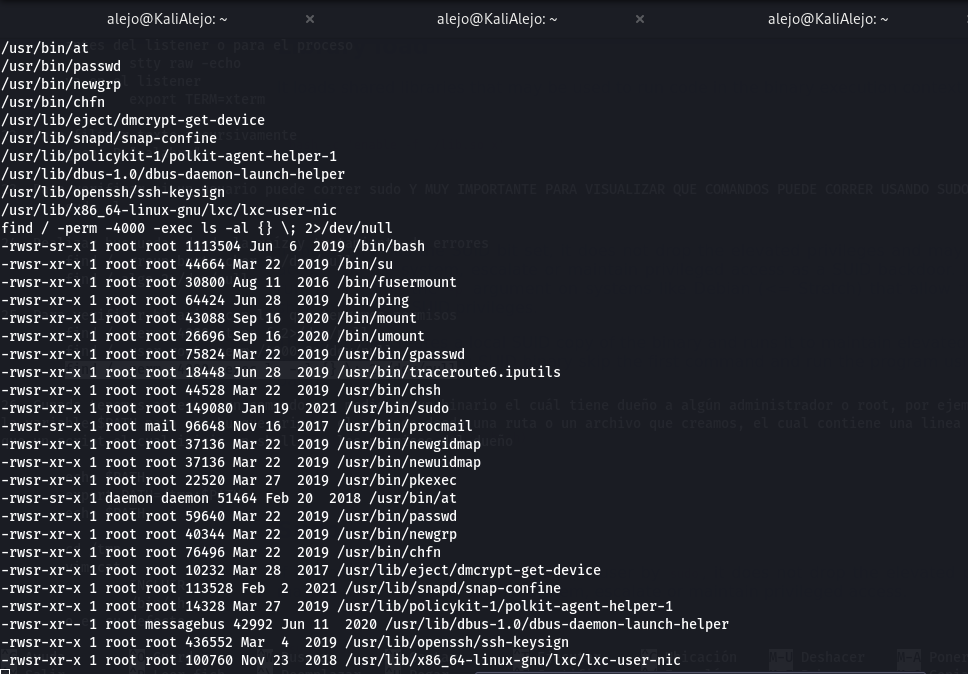 alejo@KaliAlejo: ~ × alejo@KaliAlejo: ~ × alejo@KaliAlejo: ~
/usr/bin/at
/usr/bin/passwd
/usr/bin/newgrp
/usr/bin/chfn
/usr/lib/eject/dmcrypt-get-device
/usr/lib/snapd/snap-confine
/usr/lib/policykit-1/polkit-agent-helper-1
/usr/lib/dbus-1.0/dbus-daemon-launch-helper
/usr/lib/openssh/ssh-keysign
/usr/lib/x86_64-linux-gnu/lxc/lxc-user-nic
find / -perm -4000 -exec ls -al {} \; 2>/dev/null
-rwsr-sr-x 1 root root 1113504 Jun  6  2019 /bin/bash
-rwsr-xr-x 1 root root 44664 Mar 22  2019 /bin/su
-rwsr-xr-x 1 root root 30800 Aug 11  2016 /bin/fusermount
-rwsr-xr-x 1 root root 64424 Jun 28  2019 /bin/ping
-rwsr-xr-x 1 root root 43088 Sep 16  2020 /bin/mount
-rwsr-xr-x 1 root root 26696 Sep 16  2020 /bin/umount
-rwsr-xr-x 1 root root 75824 Mar 22  2019 /usr/bin/gpasswd
-rwsr-xr-x 1 root root 18448 Jun 28  2019 /usr/bin/traceroute6.iputils
-rwsr-xr-x 1 root root 44528 Mar 22  2019 /usr/bin/chsh
-rwsr-xr-x 1 root root 149080 Jan 19  2021 /usr/bin/sudo
-rwsr-sr-x 1 root mail 96648 Nov 16  2017 /usr/bin/procmail
-rwsr-xr-x 1 root root 37136 Mar 22  2019 /usr/bin/newgidmap
-rwsr-xr-x 1 root root 37136 Mar 22  2019 /usr/bin/newuidmap
-rwsr-xr-x 1 root root 22520 Mar 27  2019 /usr/bin/pkexec
-rwsr-sr-x 1 daemon daemon 51464 Feb 20  2018 /usr/bin/at
-rwsr-xr-x 1 root root 59640 Mar 22  2019 /usr/bin/passwd
-rwsr-xr-x 1 root root 40344 Mar 22  2019 /usr/bin/newgrp
-rwsr-xr-x 1 root root 76496 Mar 22  2019 /usr/bin/chfn
-rwsr-xr-x 1 root root 10232 Mar 28  2017 /usr/lib/eject/dmcrypt-get-device
-rwsr-xr-x 1 root root 113528 Feb  2  2021 /usr/lib/snapd/snap-confine
-rwsr-xr-x 1 root root 14328 Mar 27  2019 /usr/lib/policykit-1/polkit-agent-helper-1
-rwsr-xr-- 1 root messagebus 42992 Jun 11  2020 /usr/lib/dbus-1.0/dbus-daemon-launch-helper
-rwsr-xr-x 1 root root 436552 Mar  4  2019 /usr/lib/openssh/ssh-keysign
-rwsr-xr-x 1 root root 100760 Nov 23  2018 /usr/lib/x86_64-linux-gnu/lxc/lxc-user-nic